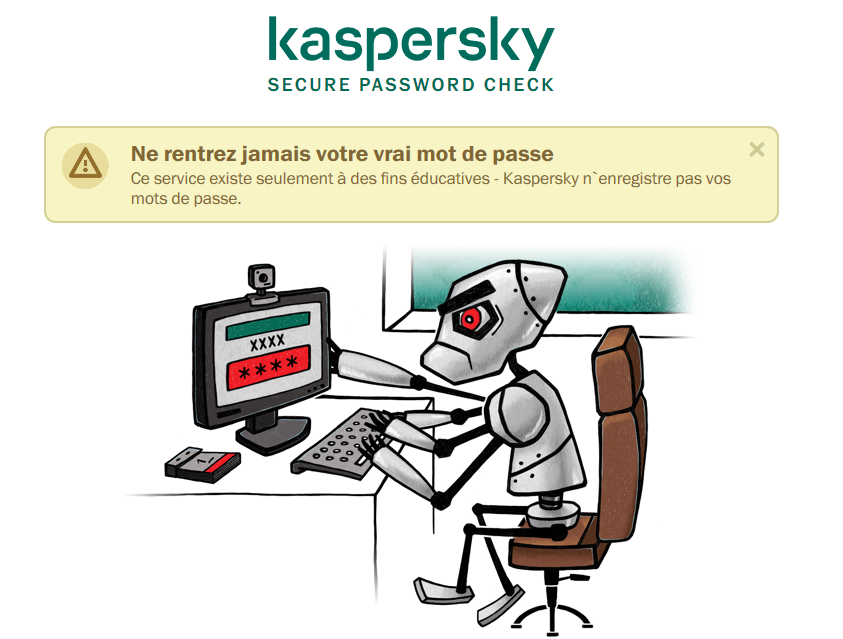 kaspersky
SECURE PASSWORD CHECK
Ne rentrez jamais votre vrai mot de passe
Ce service existe seulement à des fins éducatives - Kaspersky n`enregistre pas vos
mots de passe.
XXXX
****
1